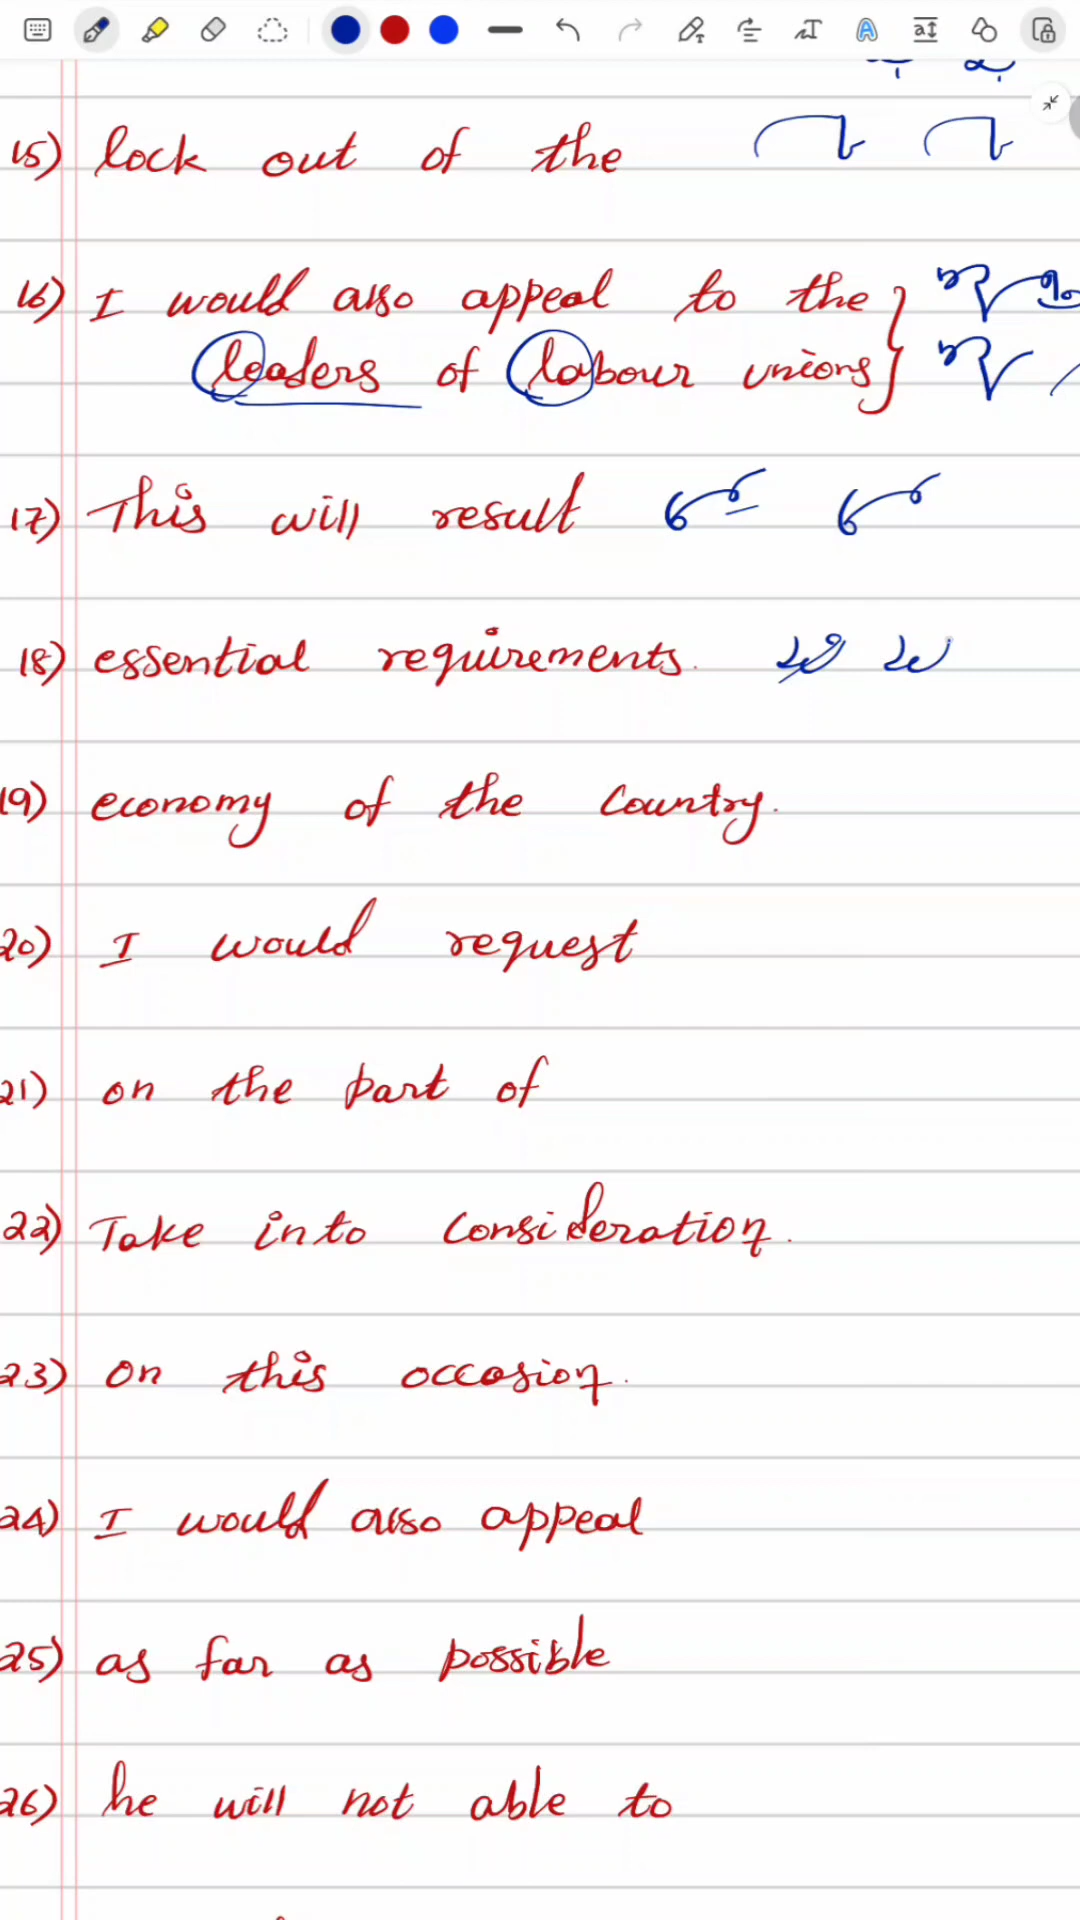 15) lock out of the
16) I would also appeal to the
leaders of labour unions
17) This will result
18) essential requirements.
19) economy of the Country.
20) I would request
21) on the part of
22) Take into Consideration.
23) on this occasion.
24) I would also appeal
25) as far as possible
26) he will not able to